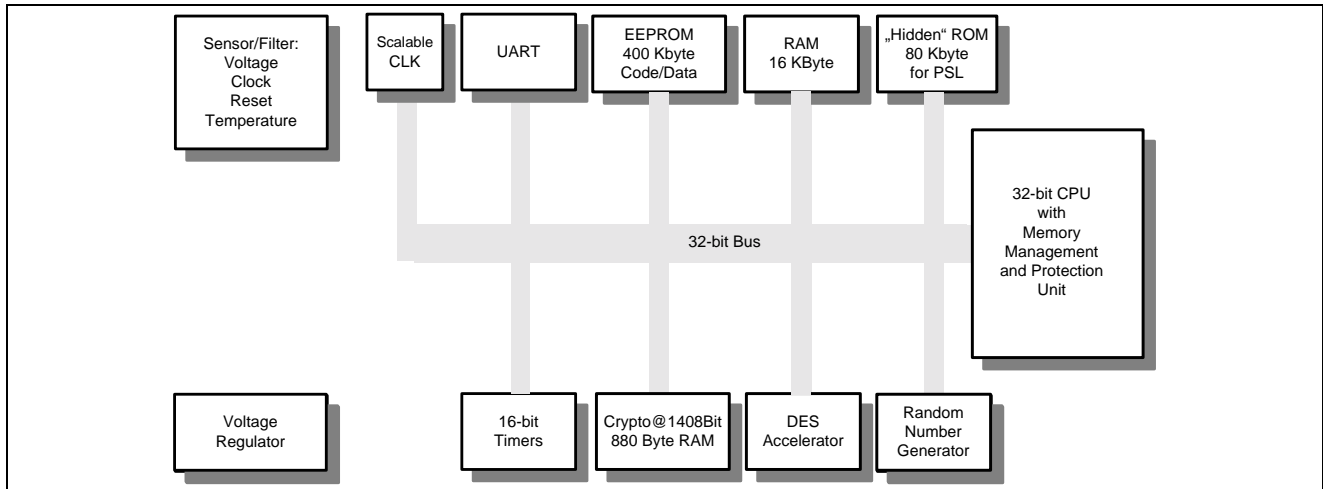 Sensor/Filter:
Voltage
Clock
Reset
Temperature
Scalable
CLK
UART
EEPROM
400 Kbyte
Code/Data
RAM
16 KByte
„Hidden“ ROM
80 Kbyte
for PSL
32-bit CPU
with
Memory
Management
and Protection
Unit
32-bit Bus
Voltage
Regulator
16-bit
Timers
Crypto@1408Bit
880 Byte RAM
DES
Accelerator
Random
Number
Generator